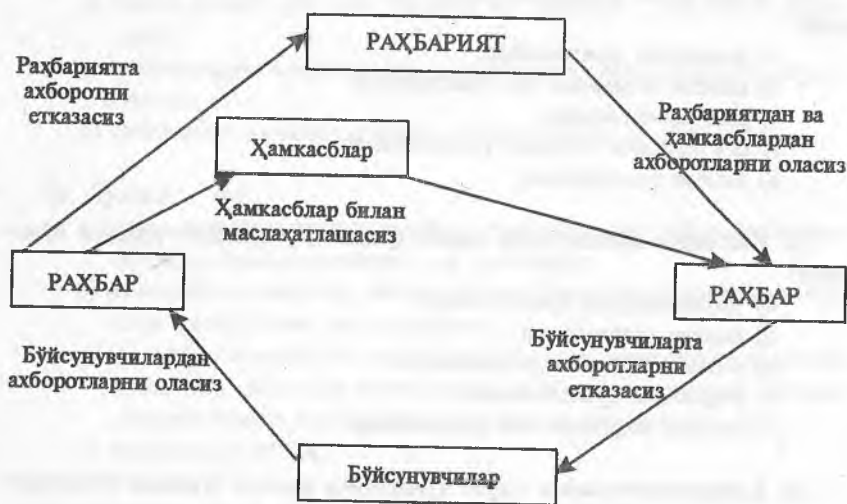 РАҲБАРИЯТ
Раҳбариятга
ахборотни
етказасиз
Раҳбариятдан ва
ҳамкасблардан
ахборотларни оласиз
Ҳамкасблар
Ҳамкасблар билан
маслаҳатлашасиз
РАҲБАР
РАҲБАР
Бўйсунувчилардан
ахборотларни оласиз
Бўйсунувчиларга
ахборотларни
етказасиз
Бўйсунувчилар